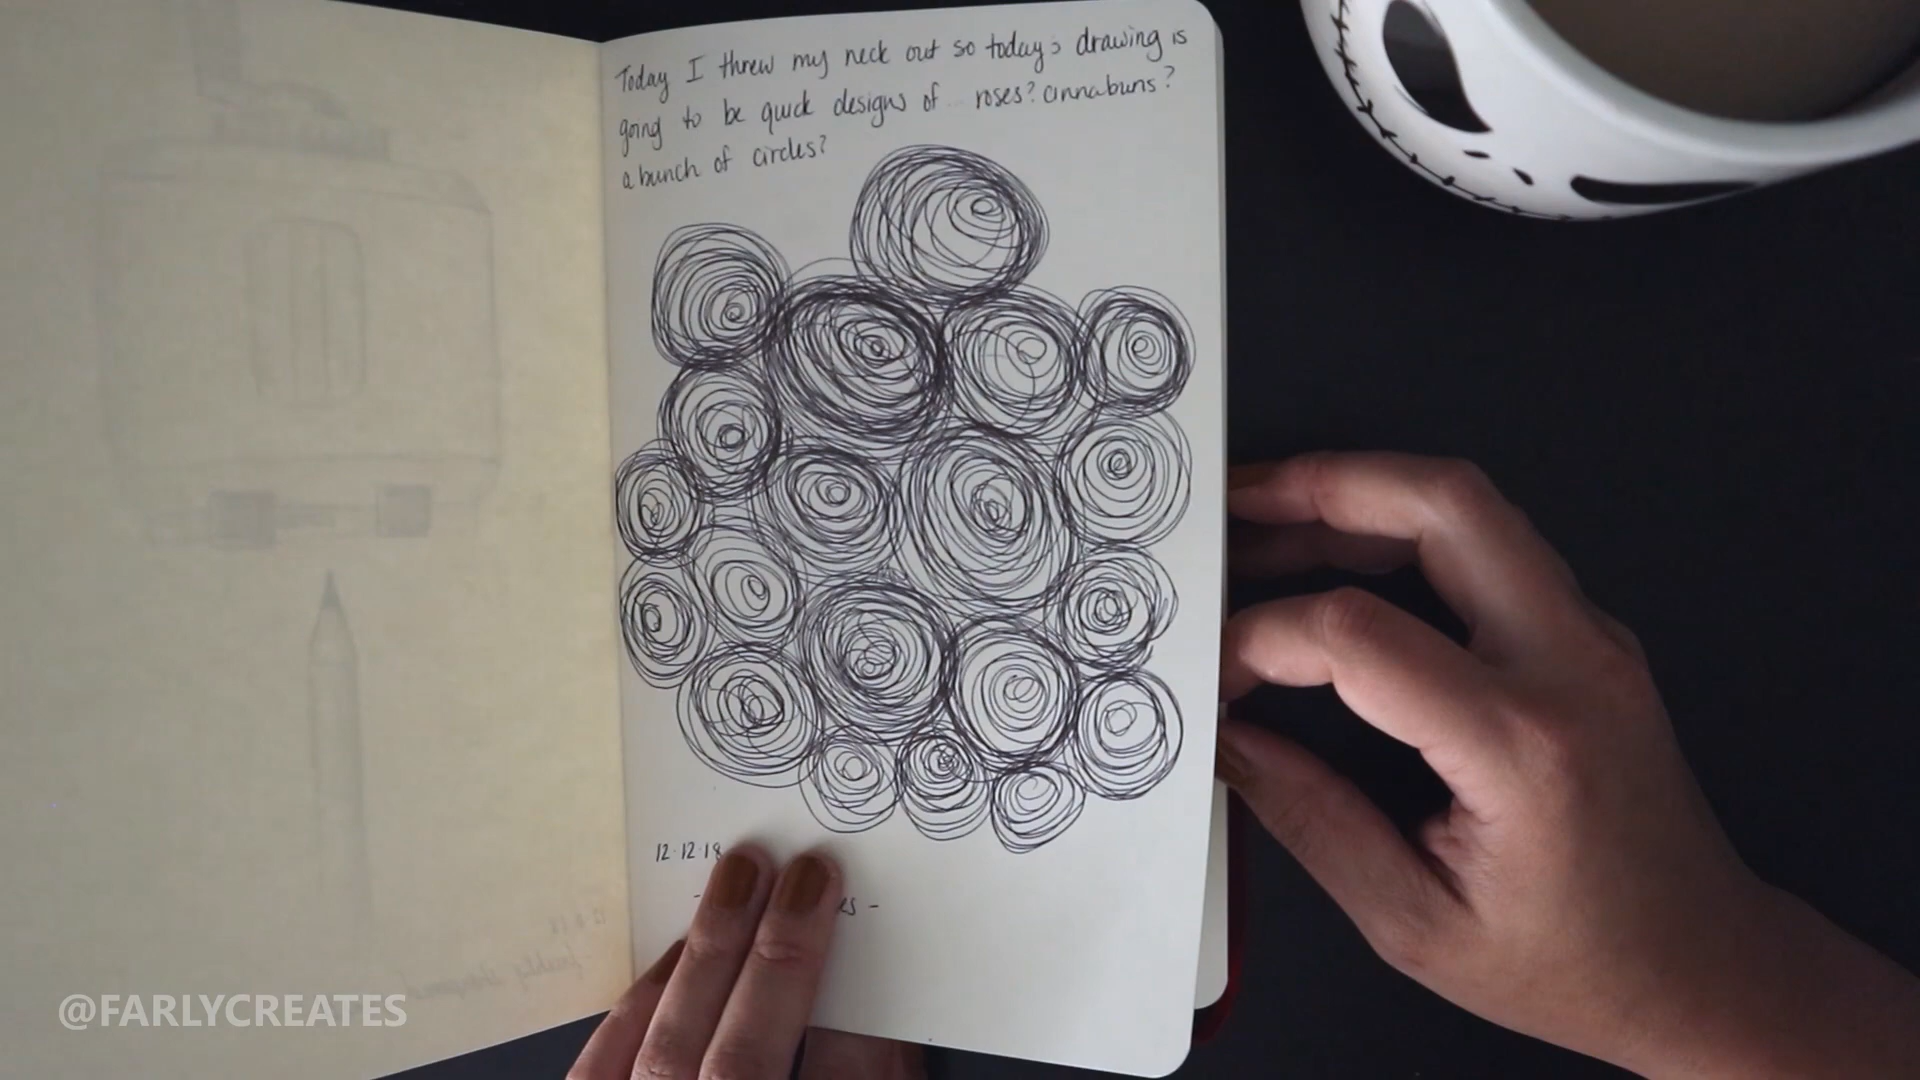 Today I threw my neck out so today's drawing is
going to be quick designs of ... roses? cinnabuns?
a bunch of circles?
12·12·18
-
es -
@FARLYCREATES